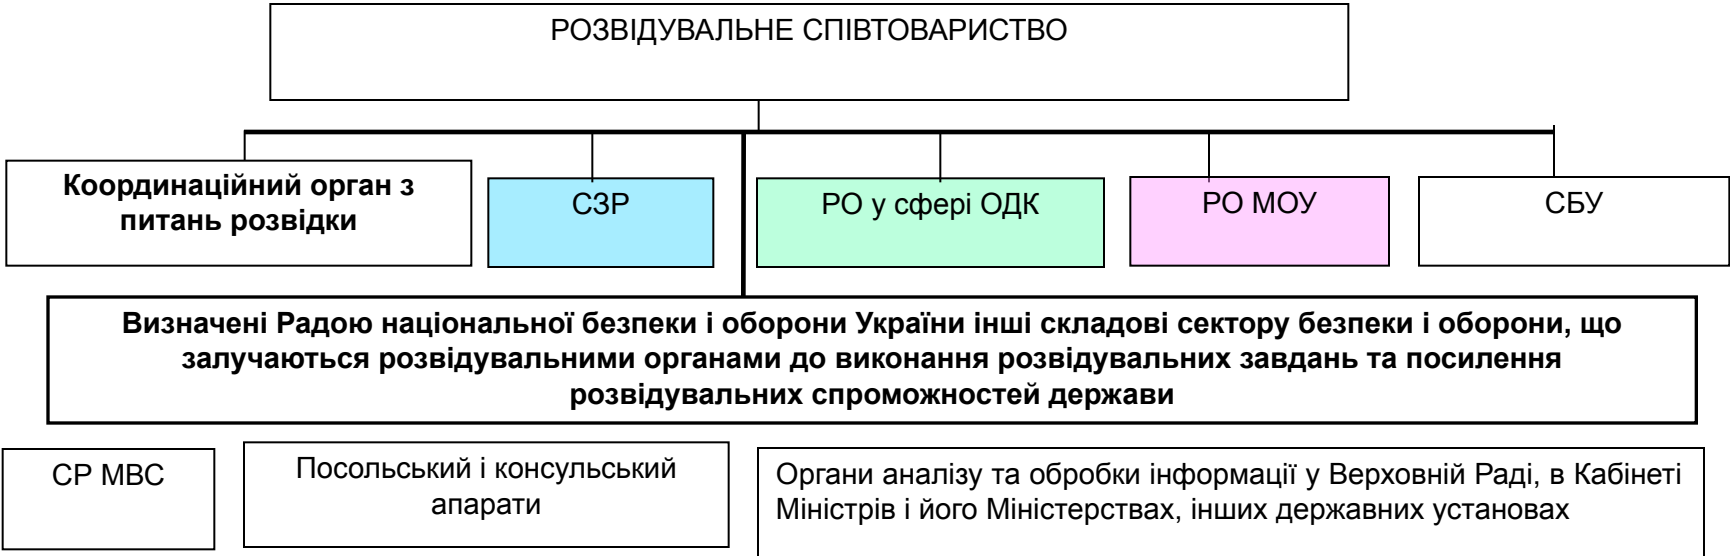 РОЗВІДУВАЛЬНЕ СПІВТОВАРИСТВО
Координаційний орган з
питань розвідки
СЗР
РО у сфері ОДК
РО МОУ
СБУ
Визначені Радою національної безпеки і оборони України інші складові сектору безпеки і оборони, що
залучаються розвідувальними органами до виконання розвідувальних завдань та посилення
розвідувальних спроможностей держави
СР МВС
Посольський і консульський
апарати
Органи аналізу та обробки інформації у Верховній Раді, в Кабінеті
Міністрів і його Міністерствах, інших державних установах